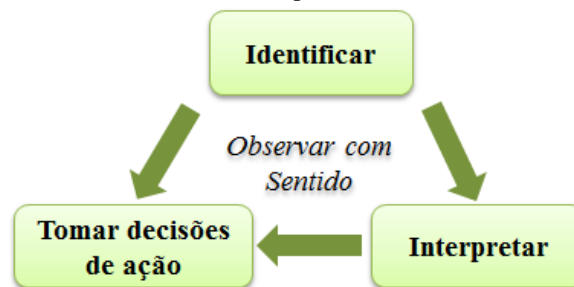 Identificar
Observar com
Sentido
Tomar decisões
de ação
Interpretar